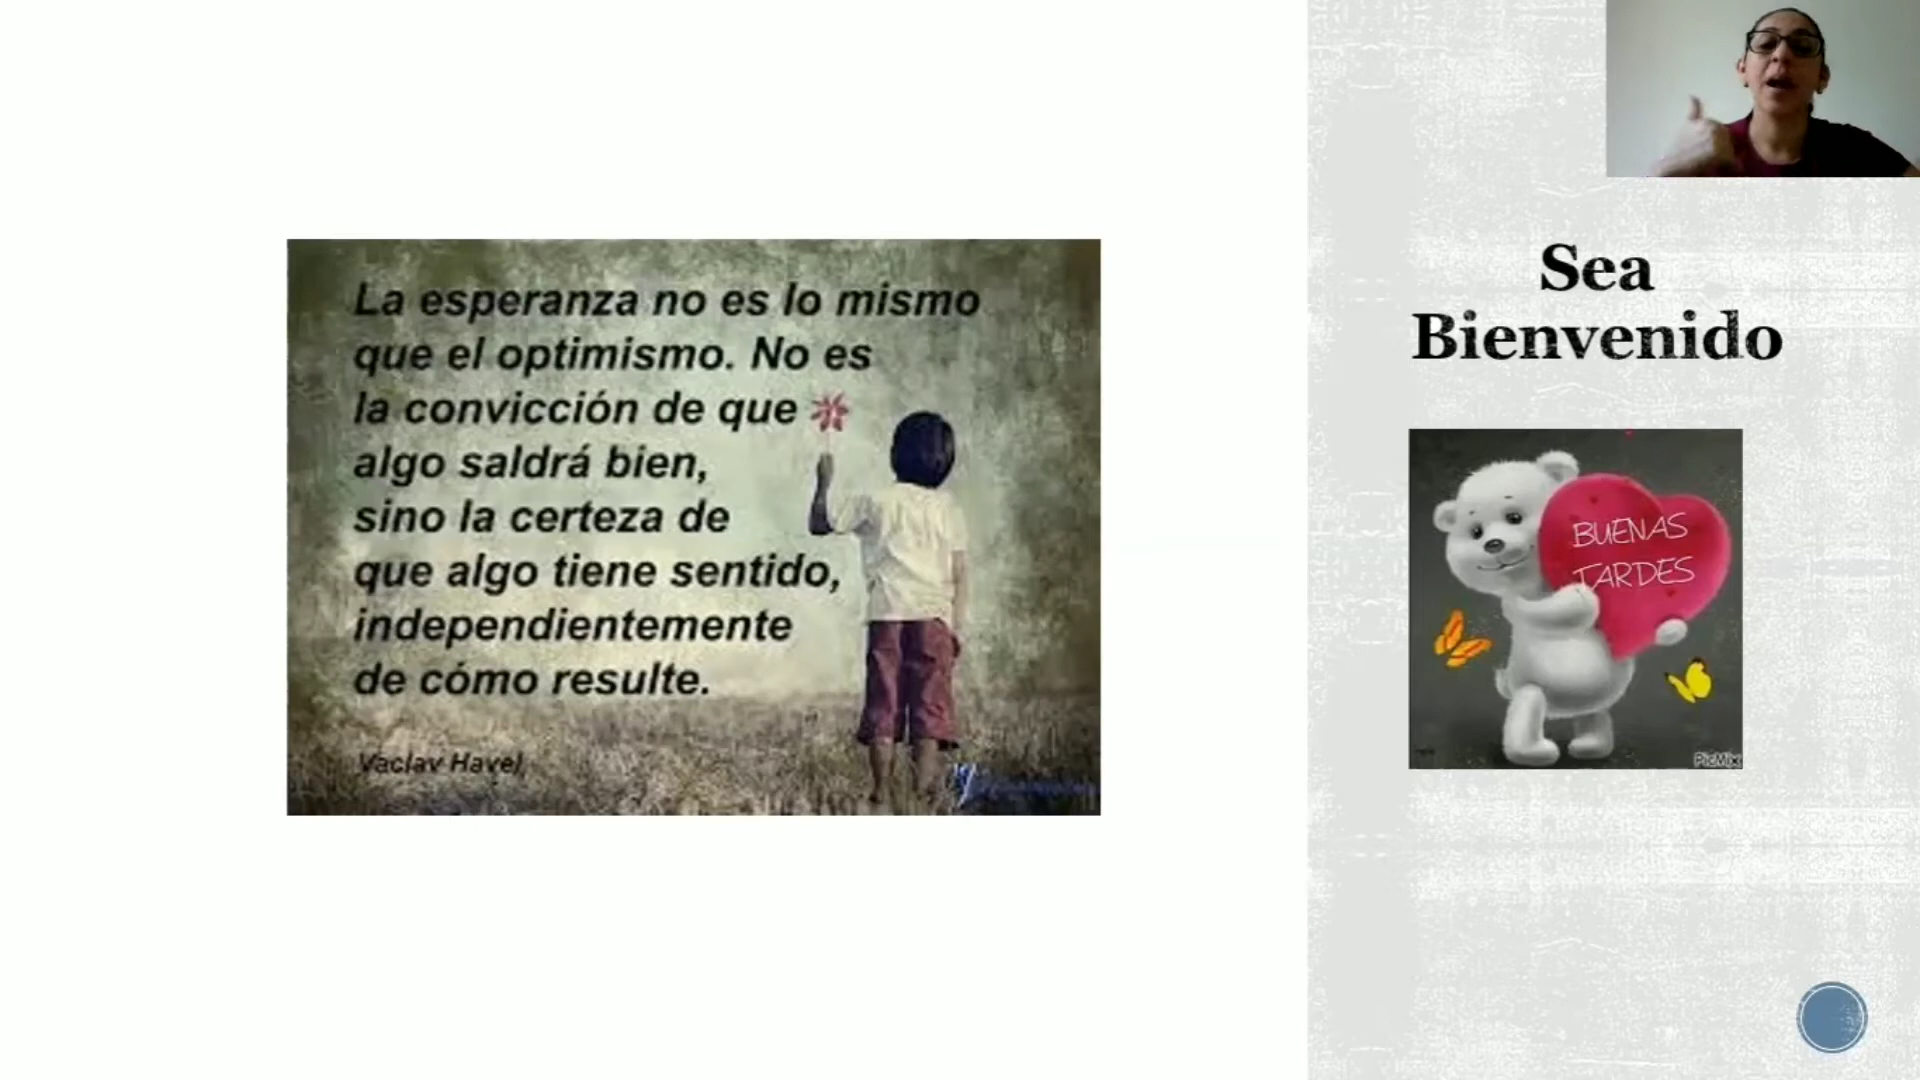 La esperanza no es lo mismo
que el optimismo. No es
la convicción de que
algo saldrá bien,
sino la certeza de
que algo tiene sentido,
independientemente
de cómo resulte.
Vaclav Havel
Sea
Bienvenido
BUENAS
TARDES
PicMix